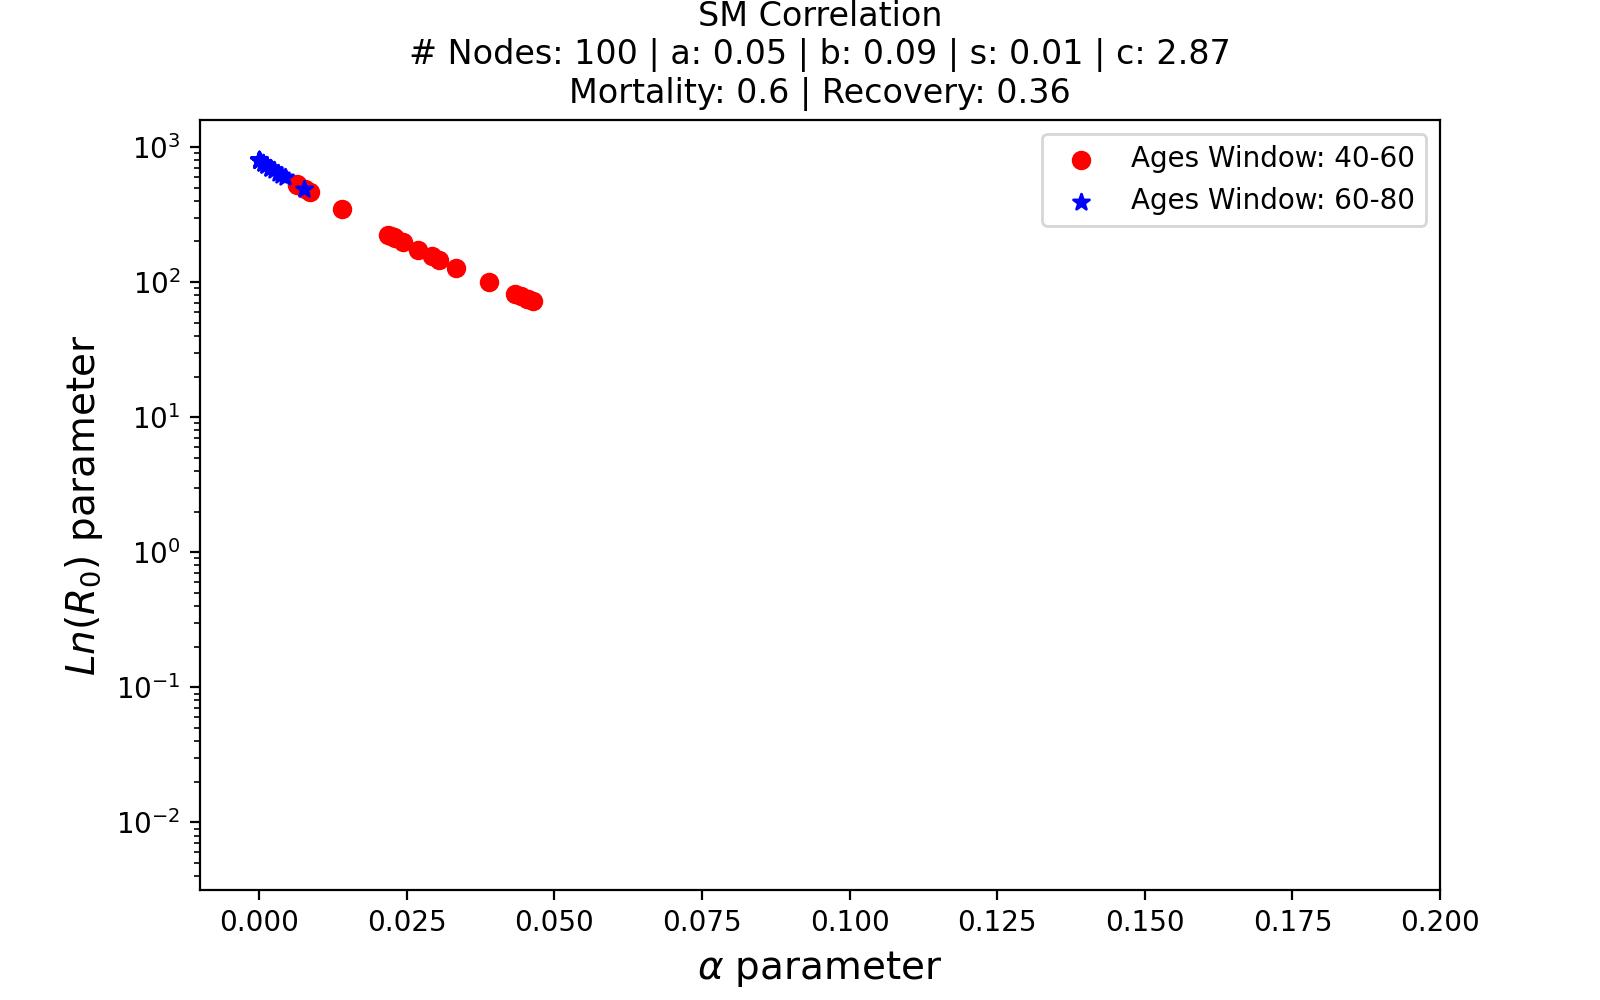 SM Correlation
# Nodes: 100 | a: 0.05 | b: 0.09 | s: 0.01 | c: 2.87
Mortality: 0.6 | Recovery: 0.36
Ages Window: 40-60
Ages Window: 60-80
10³
10²
10¹
10⁰
10⁻¹
10⁻²
Ln(R₀) parameter
0.000 0.025 0.050 0.075 0.100 0.125 0.150 0.175 0.200
α parameter